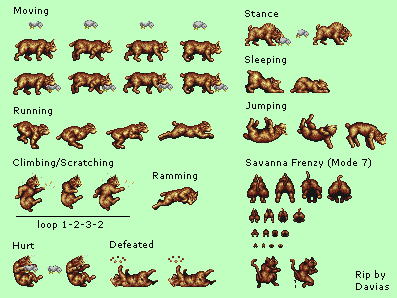 Moving
Stance
Sleeping
Running
Jumping
Climbing/Scratching
Ramming
Savanna Frenzy (Mode 7)
loop 1-2-3-2
Hurt
Defeated
Rip by
Davias